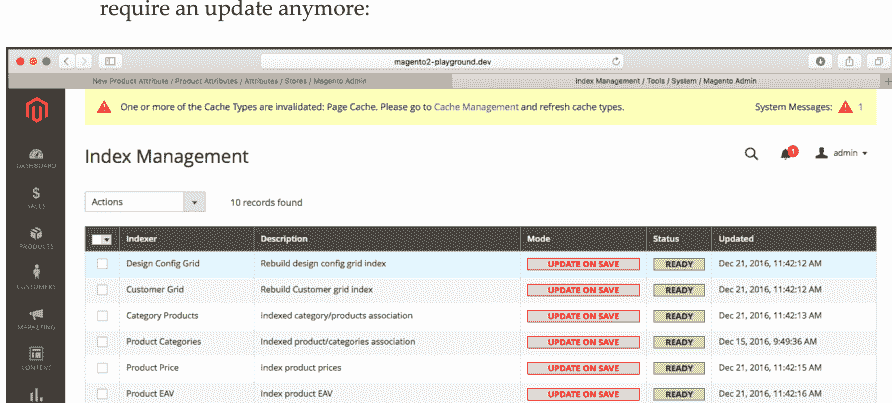 require an update anymore:
magento2-playground.dev
New Product Attribute / Product Attributes / Attributes / Stores / Magento Admin
Index Management / Tools / System / Magento Admin
One or more of the Cache Types are invalidated: Page Cache. Please go to Cache Management and refresh cache types.
System Messages: 1
Index Management
1
admin
DASHBOARD
SALES
PRODUCTS
CUSTOMERS
MARKETING
CONTENT
Actions
10 records found
Indexer Description Mode Status Updated
Design Config Grid Rebuild design config grid index UPDATE ON SAVE READY Dec 21, 2016, 11:42:12 AM
Customer Grid Rebuild Customer grid index UPDATE ON SAVE READY Dec 21, 2016, 11:42:12 AM
Category Products Indexed category/products association UPDATE ON SAVE READY Dec 21, 2016, 11:42:13 AM
Product Categories Indexed product/categories association UPDATE ON SAVE READY Dec 15, 2016, 9:49:36 AM
Product Price Index product prices UPDATE ON SAVE READY Dec 21, 2016, 11:42:15 AM
Product EAV Index product EAV UPDATE ON SAVE READY Dec 21, 2016, 11:42:16 AM